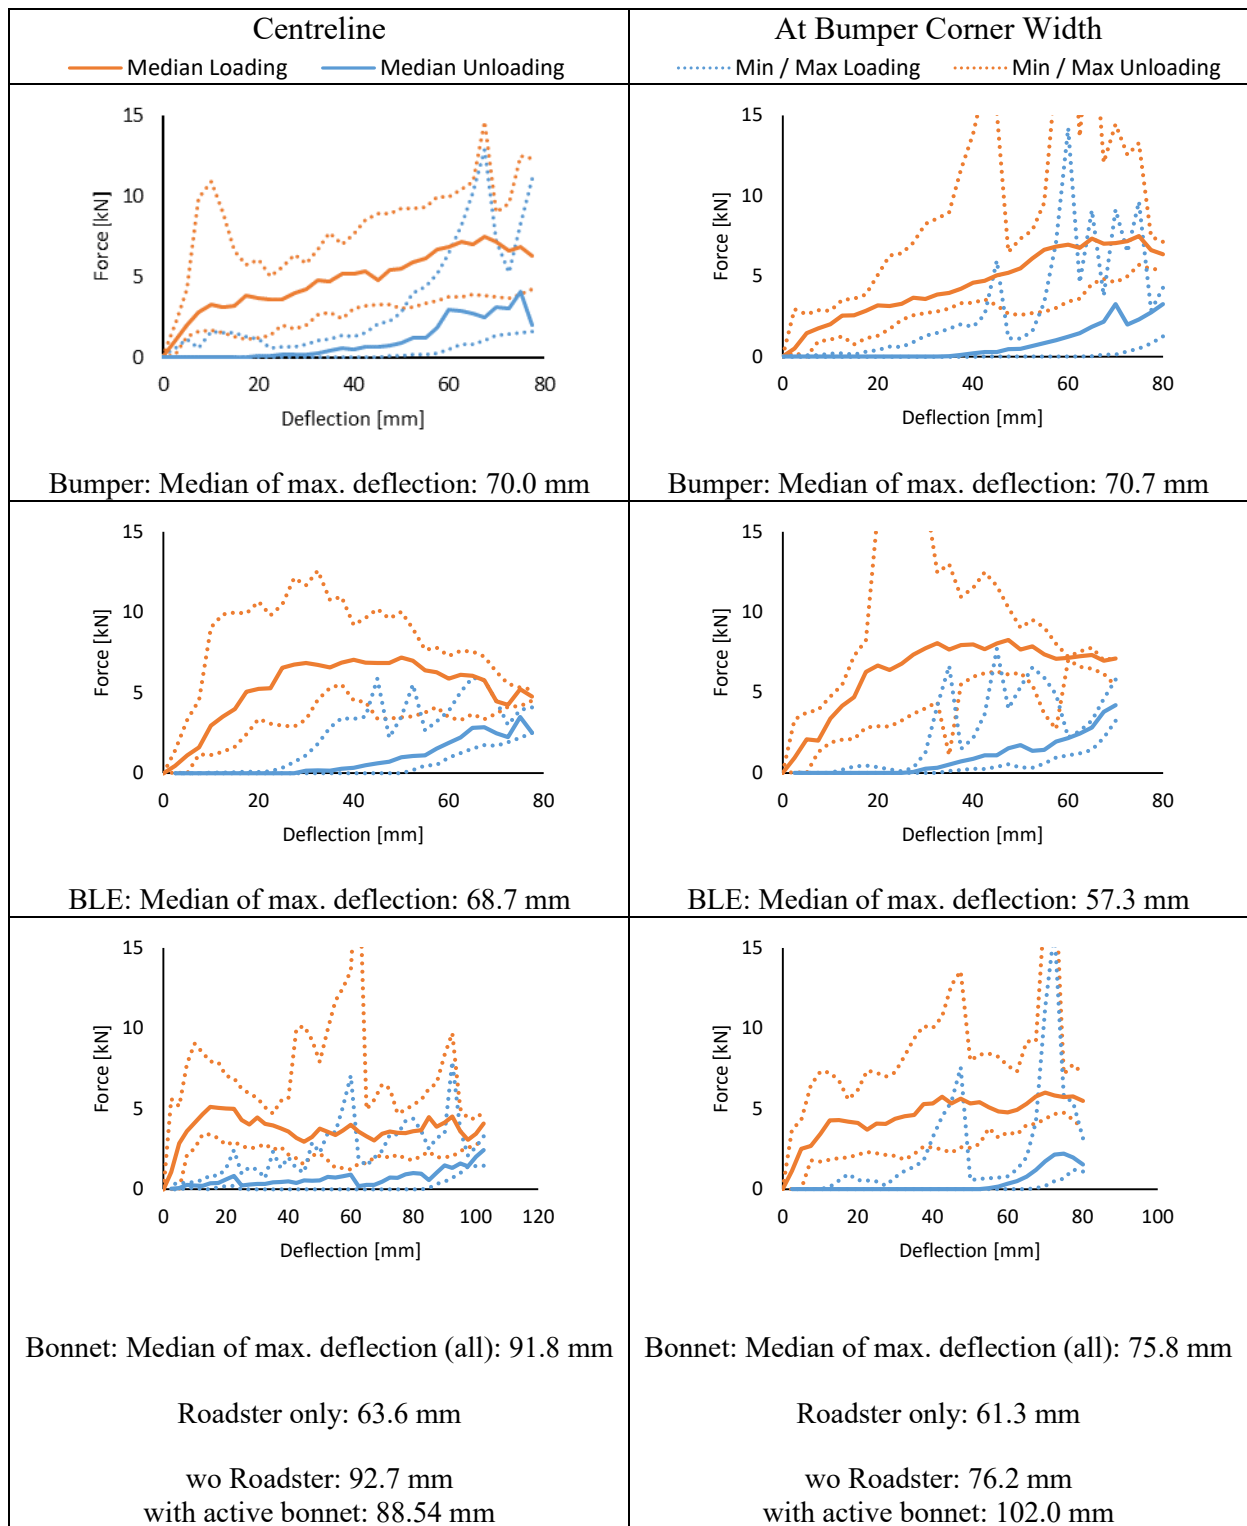 Centreline
Median Loading Median Unloading
At Bumper Corner Width
Min / Max Loading Min / Max Unloading
15
10
5
0
Force [kN]
0 20 40 60 80
Deflection [mm]
Bumper: Median of max. deflection: 70.0 mm
15
10
5
0
Force [kN]
0 20 40 60 80
Deflection [mm]
Bumper: Median of max. deflection: 70.7 mm
15
10
5
0
Force [kN]
0 20 40 60 80
Deflection [mm]
BLE: Median of max. deflection: 68.7 mm
15
10
5
0
Force [kN]
0 20 40 60 80
Deflection [mm]
BLE: Median of max. deflection: 57.3 mm
15
10
5
0
Force [kN]
0 20 40 60 80 100 120
Deflection [mm]
Bonnet: Median of max. deflection (all): 91.8 mm
Roadster only: 63.6 mm
wo Roadster: 92.7 mm
with active bonnet: 88.54 mm
15
10
5
0
Force [kN]
0 20 40 60 80 100
Deflection [mm]
Bonnet: Median of max. deflection (all): 75.8 mm
Roadster only: 61.3 mm
wo Roadster: 76.2 mm
with active bonnet: 102.0 mm